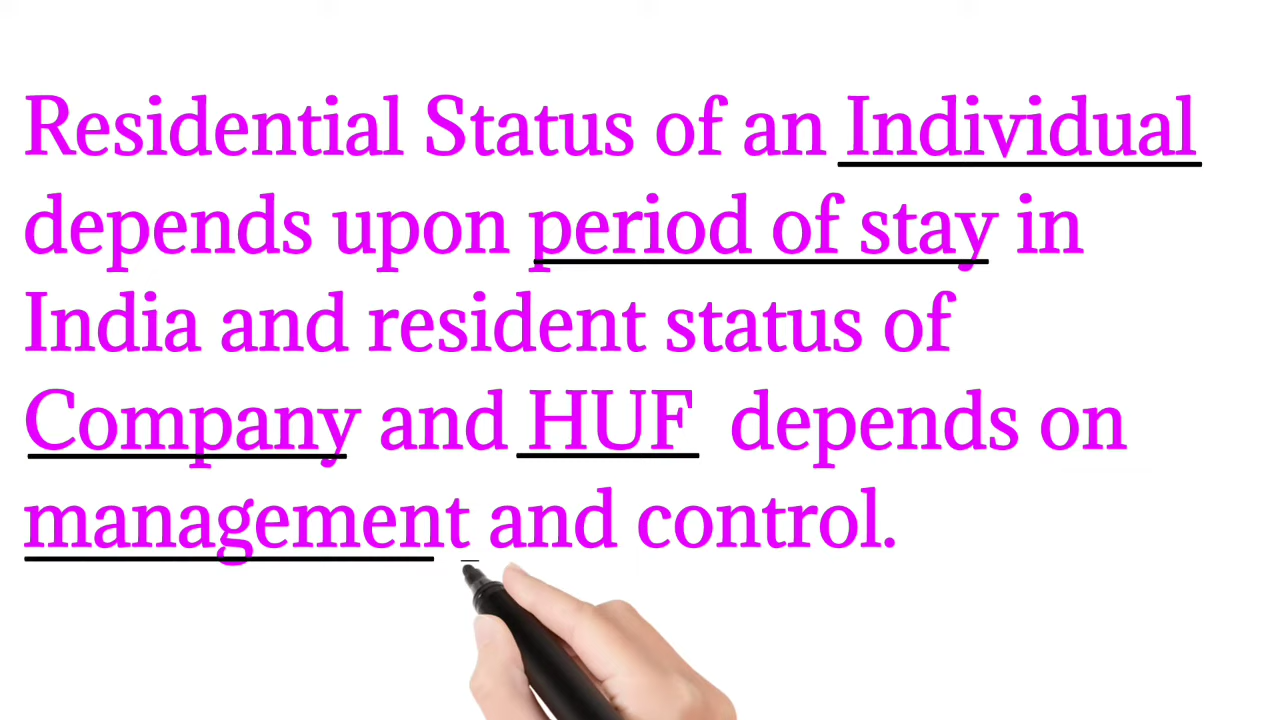 Residential Status of an Individual
depends upon period of stay in
India and resident status of
Company and HUF depends on
management and control.